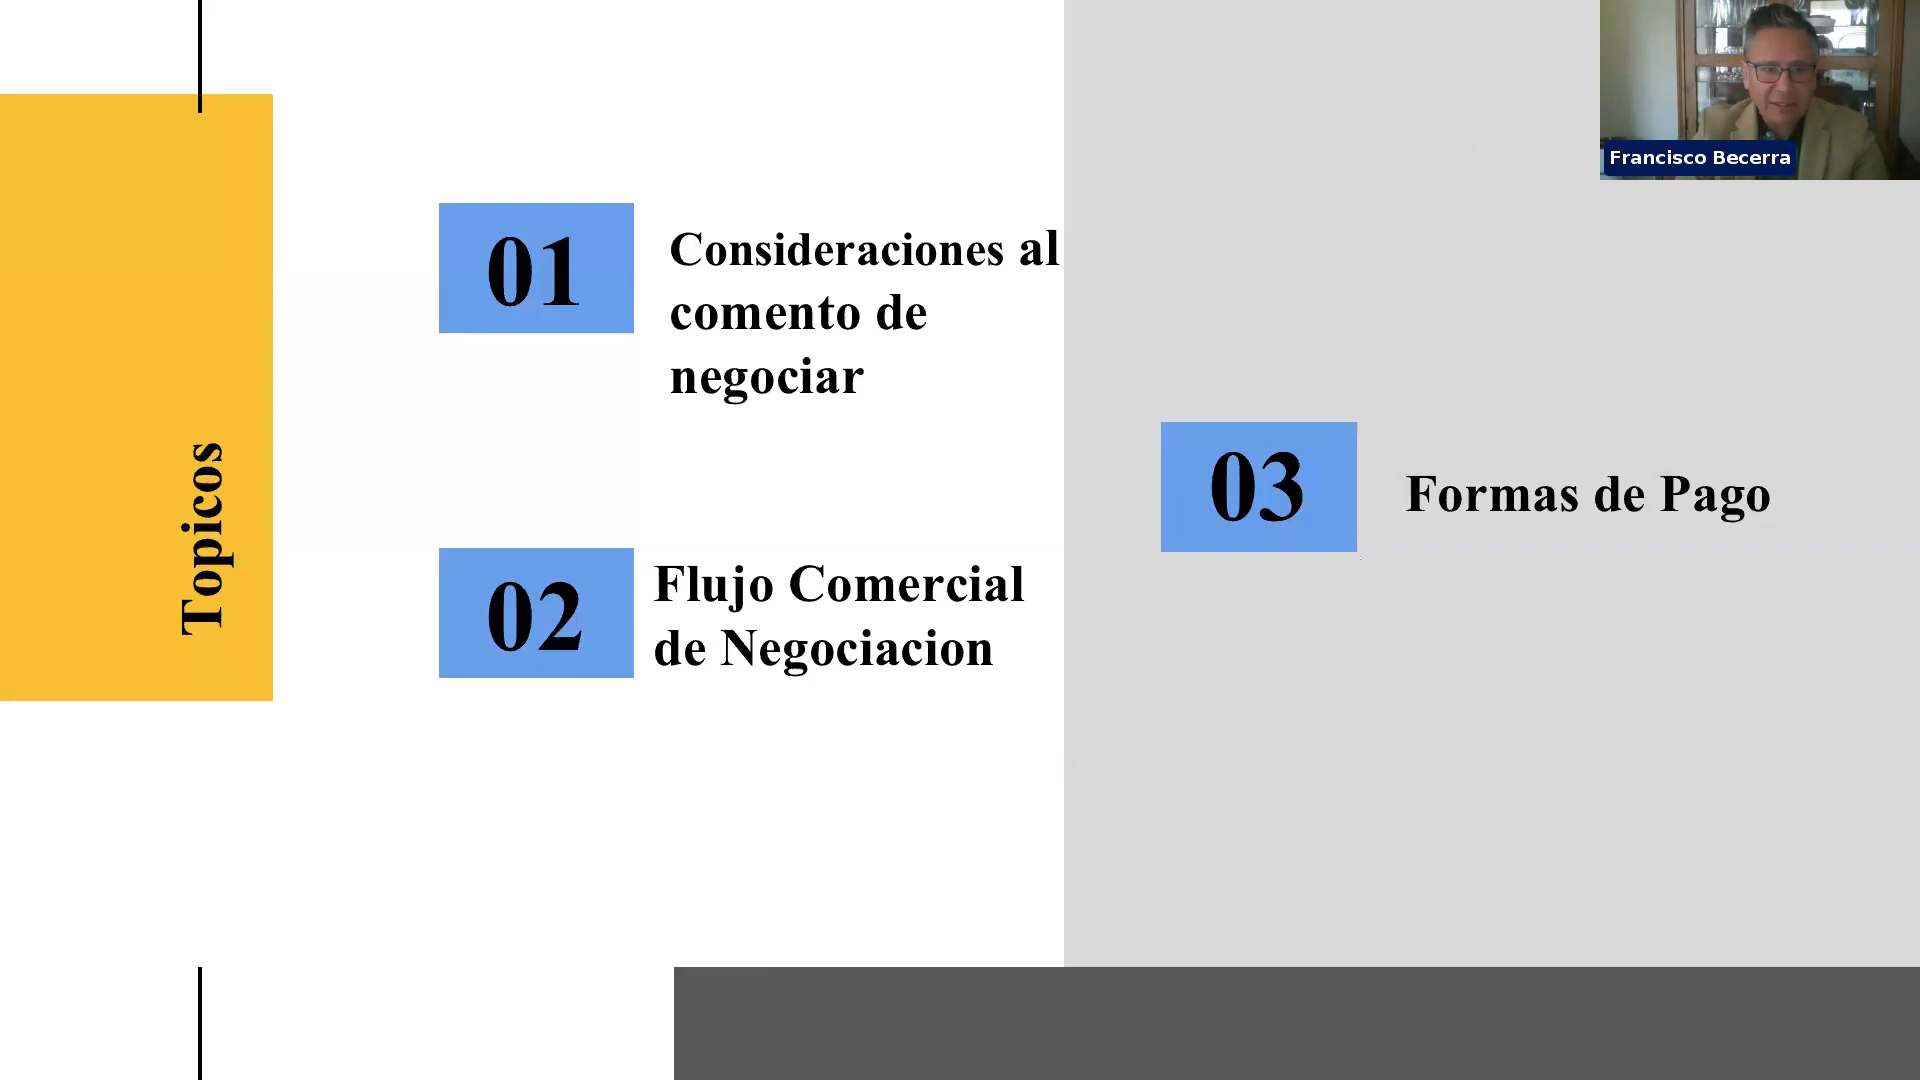 Topicos
01
Consideraciones al
comento de
negociar
02
Flujo Comercial
de Negociacion
03
Formas de Pago
Francisco Becerra